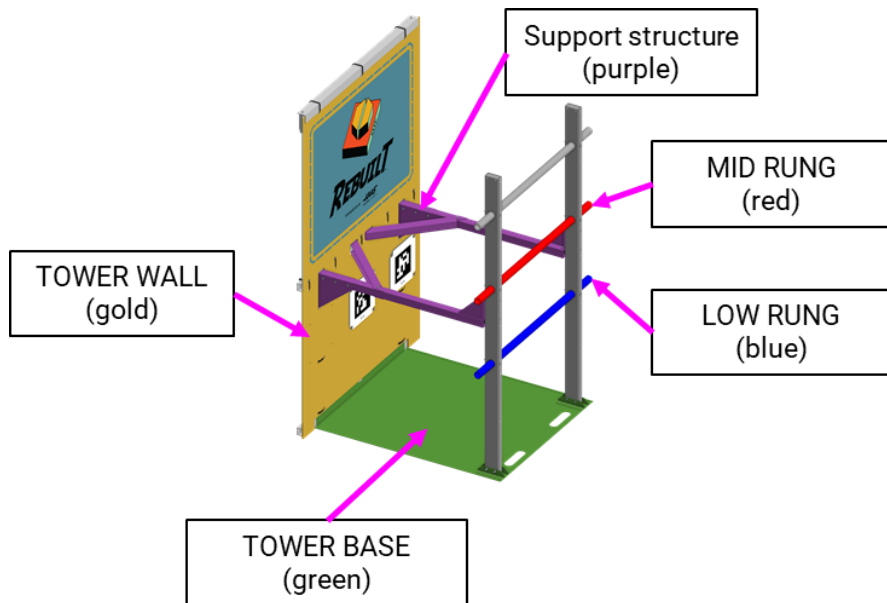 Support structure
(purple)
MID RUNG
(red)
TOWER WALL
(gold)
LOW RUNG
(blue)
REBUILT
TOWER BASE
(green)